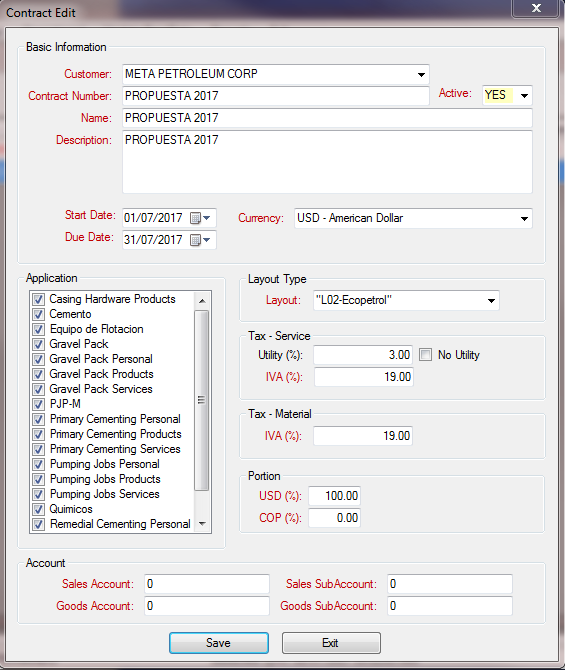 Contract Edit
Basic Information
Customer: META PETROLEUM CORP
Contract Number: PROPUESTA 2017 Active: YES
Name: PROPUESTA 2017
Description: PROPUESTA 2017
Start Date: 01/07/2017 Currency: USD - American Dollar
Due Date: 31/07/2017
Application
Casing Hardware Products
Cemento
Equipo de Flotacion
Gravel Pack
Gravel Pack Personal
Gravel Pack Products
Gravel Pack Services
PJP-M
Primary Cementing Personal
Primary Cementing Products
Primary Cementing Services
Pumping Jobs Personal
Pumping Jobs Products
Pumping Jobs Services
Quimicos
Remedial Cementing Personal
Layout Type
Layout: "L02-Ecopetrol"
Tax - Service
Utility (%): 3.00 No Utility
IVA (%): 19.00
Tax - Material
IVA (%): 19.00
Portion
USD (%): 100.00
COP (%): 0.00
Account
Sales Account: 0 Sales SubAccount: 0
Goods Account: 0 Goods SubAccount: 0
Save Exit